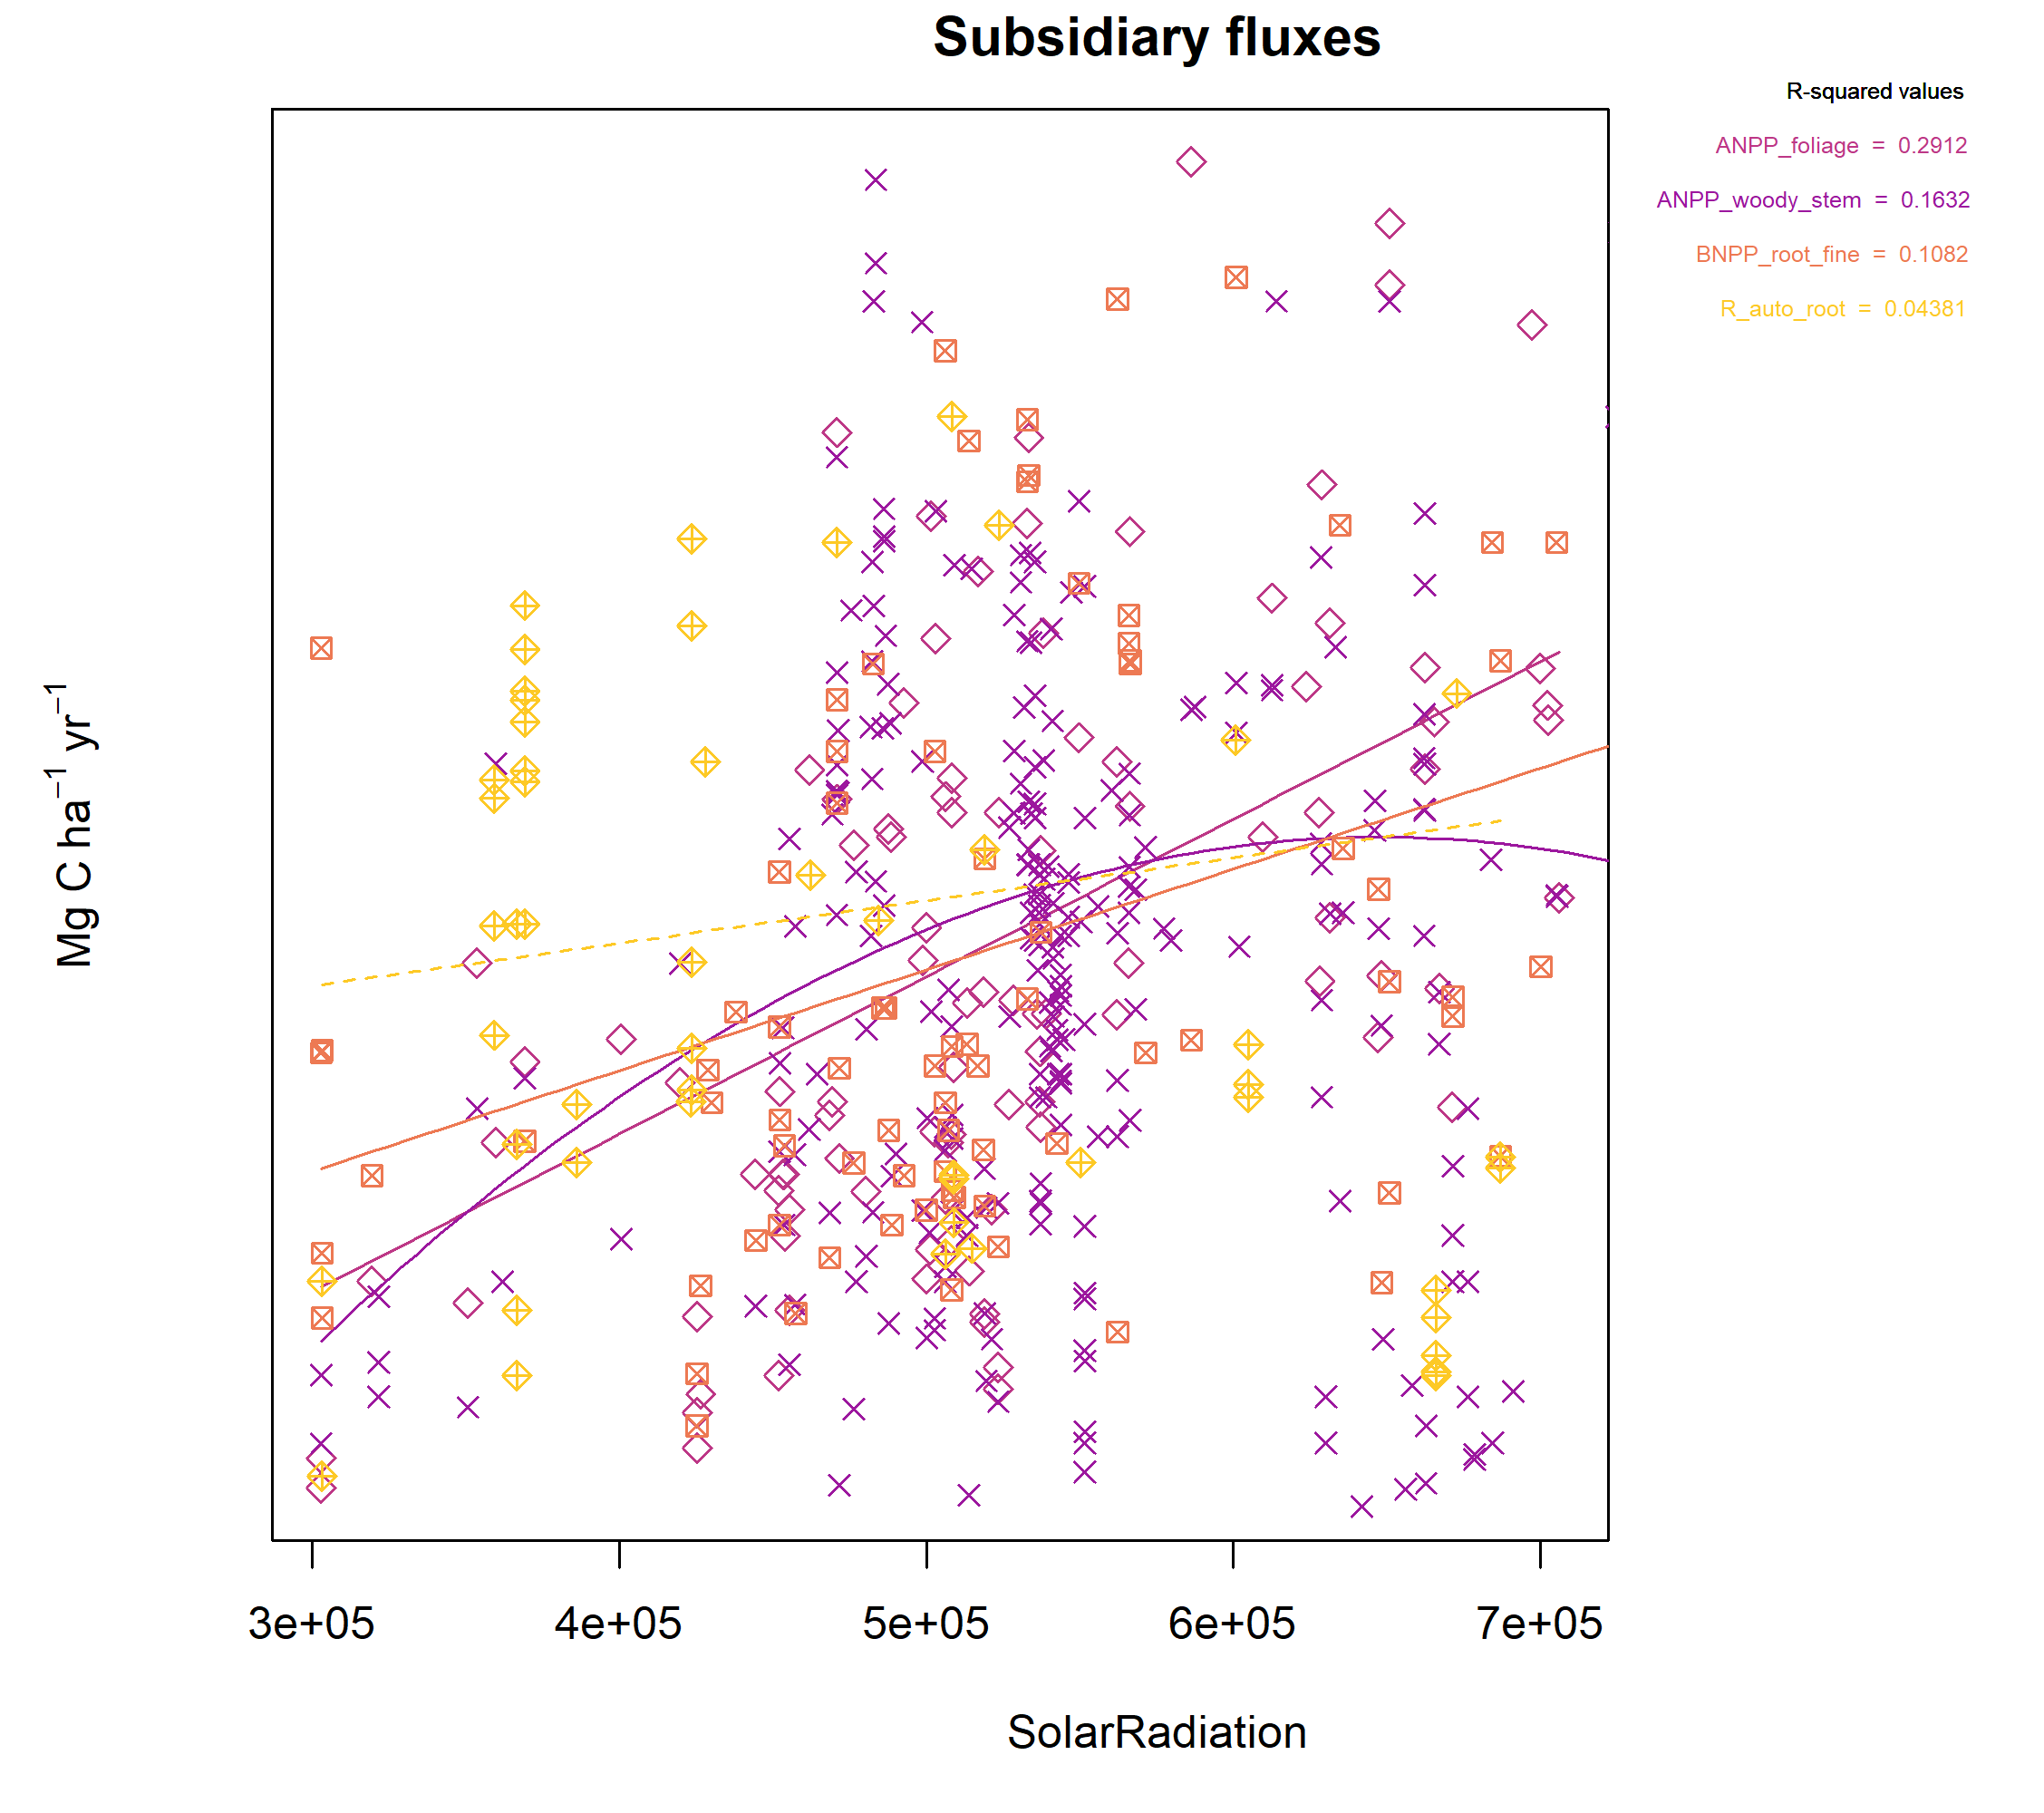 Subsidiary fluxes
R-squared values
ANPP_foliage = 0.2912
ANPP_woody_stem = 0.1632
BNPP_root_fine = 0.1082
R_auto_root = 0.04381
Mg C ha−1 yr−1
3e+05 4e+05 5e+05 6e+05 7e+05
SolarRadiation